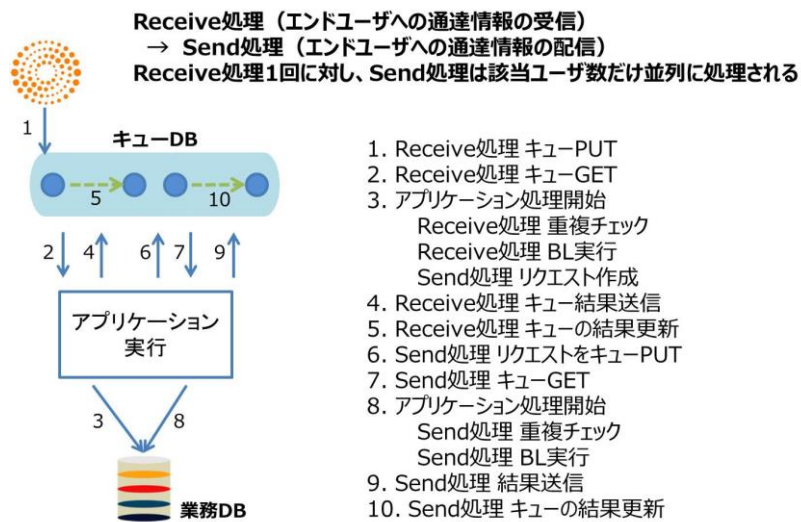 Receive処理（エンドユーザへの通達情報の受信）
→ Send処理（エンドユーザへの通達情報の配信）
Receive処理1回に対し、Send処理は該当ユーザ数だけ並列に処理される
1
キューDB
5
10
2
4
6
7
9
アプリケーション
実行
3
8
業務DB
1. Receive処理 キューPUT
2. Receive処理 キューGET
3. アプリケーション処理開始
Receive処理 重複チェック
Receive処理 BL実行
Send処理 リクエスト作成
4. Receive処理 キュー結果送信
5. Receive処理 キューの結果更新
6. Send処理 リクエストをキューPUT
7. Send処理 キューGET
8. アプリケーション処理開始
Send処理 重複チェック
Send処理 BL実行
9. Send処理 結果送信
10. Send処理 キューの結果更新